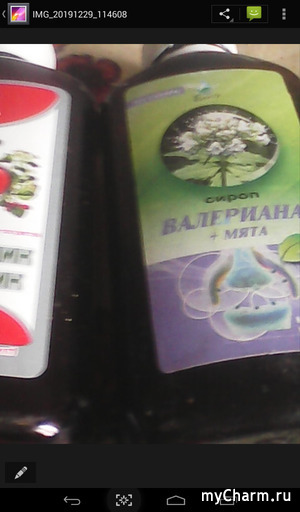 IMG_20191229_114608
сироп
ВАЛЕРИАНА
+ МЯТА
myCharm.ru